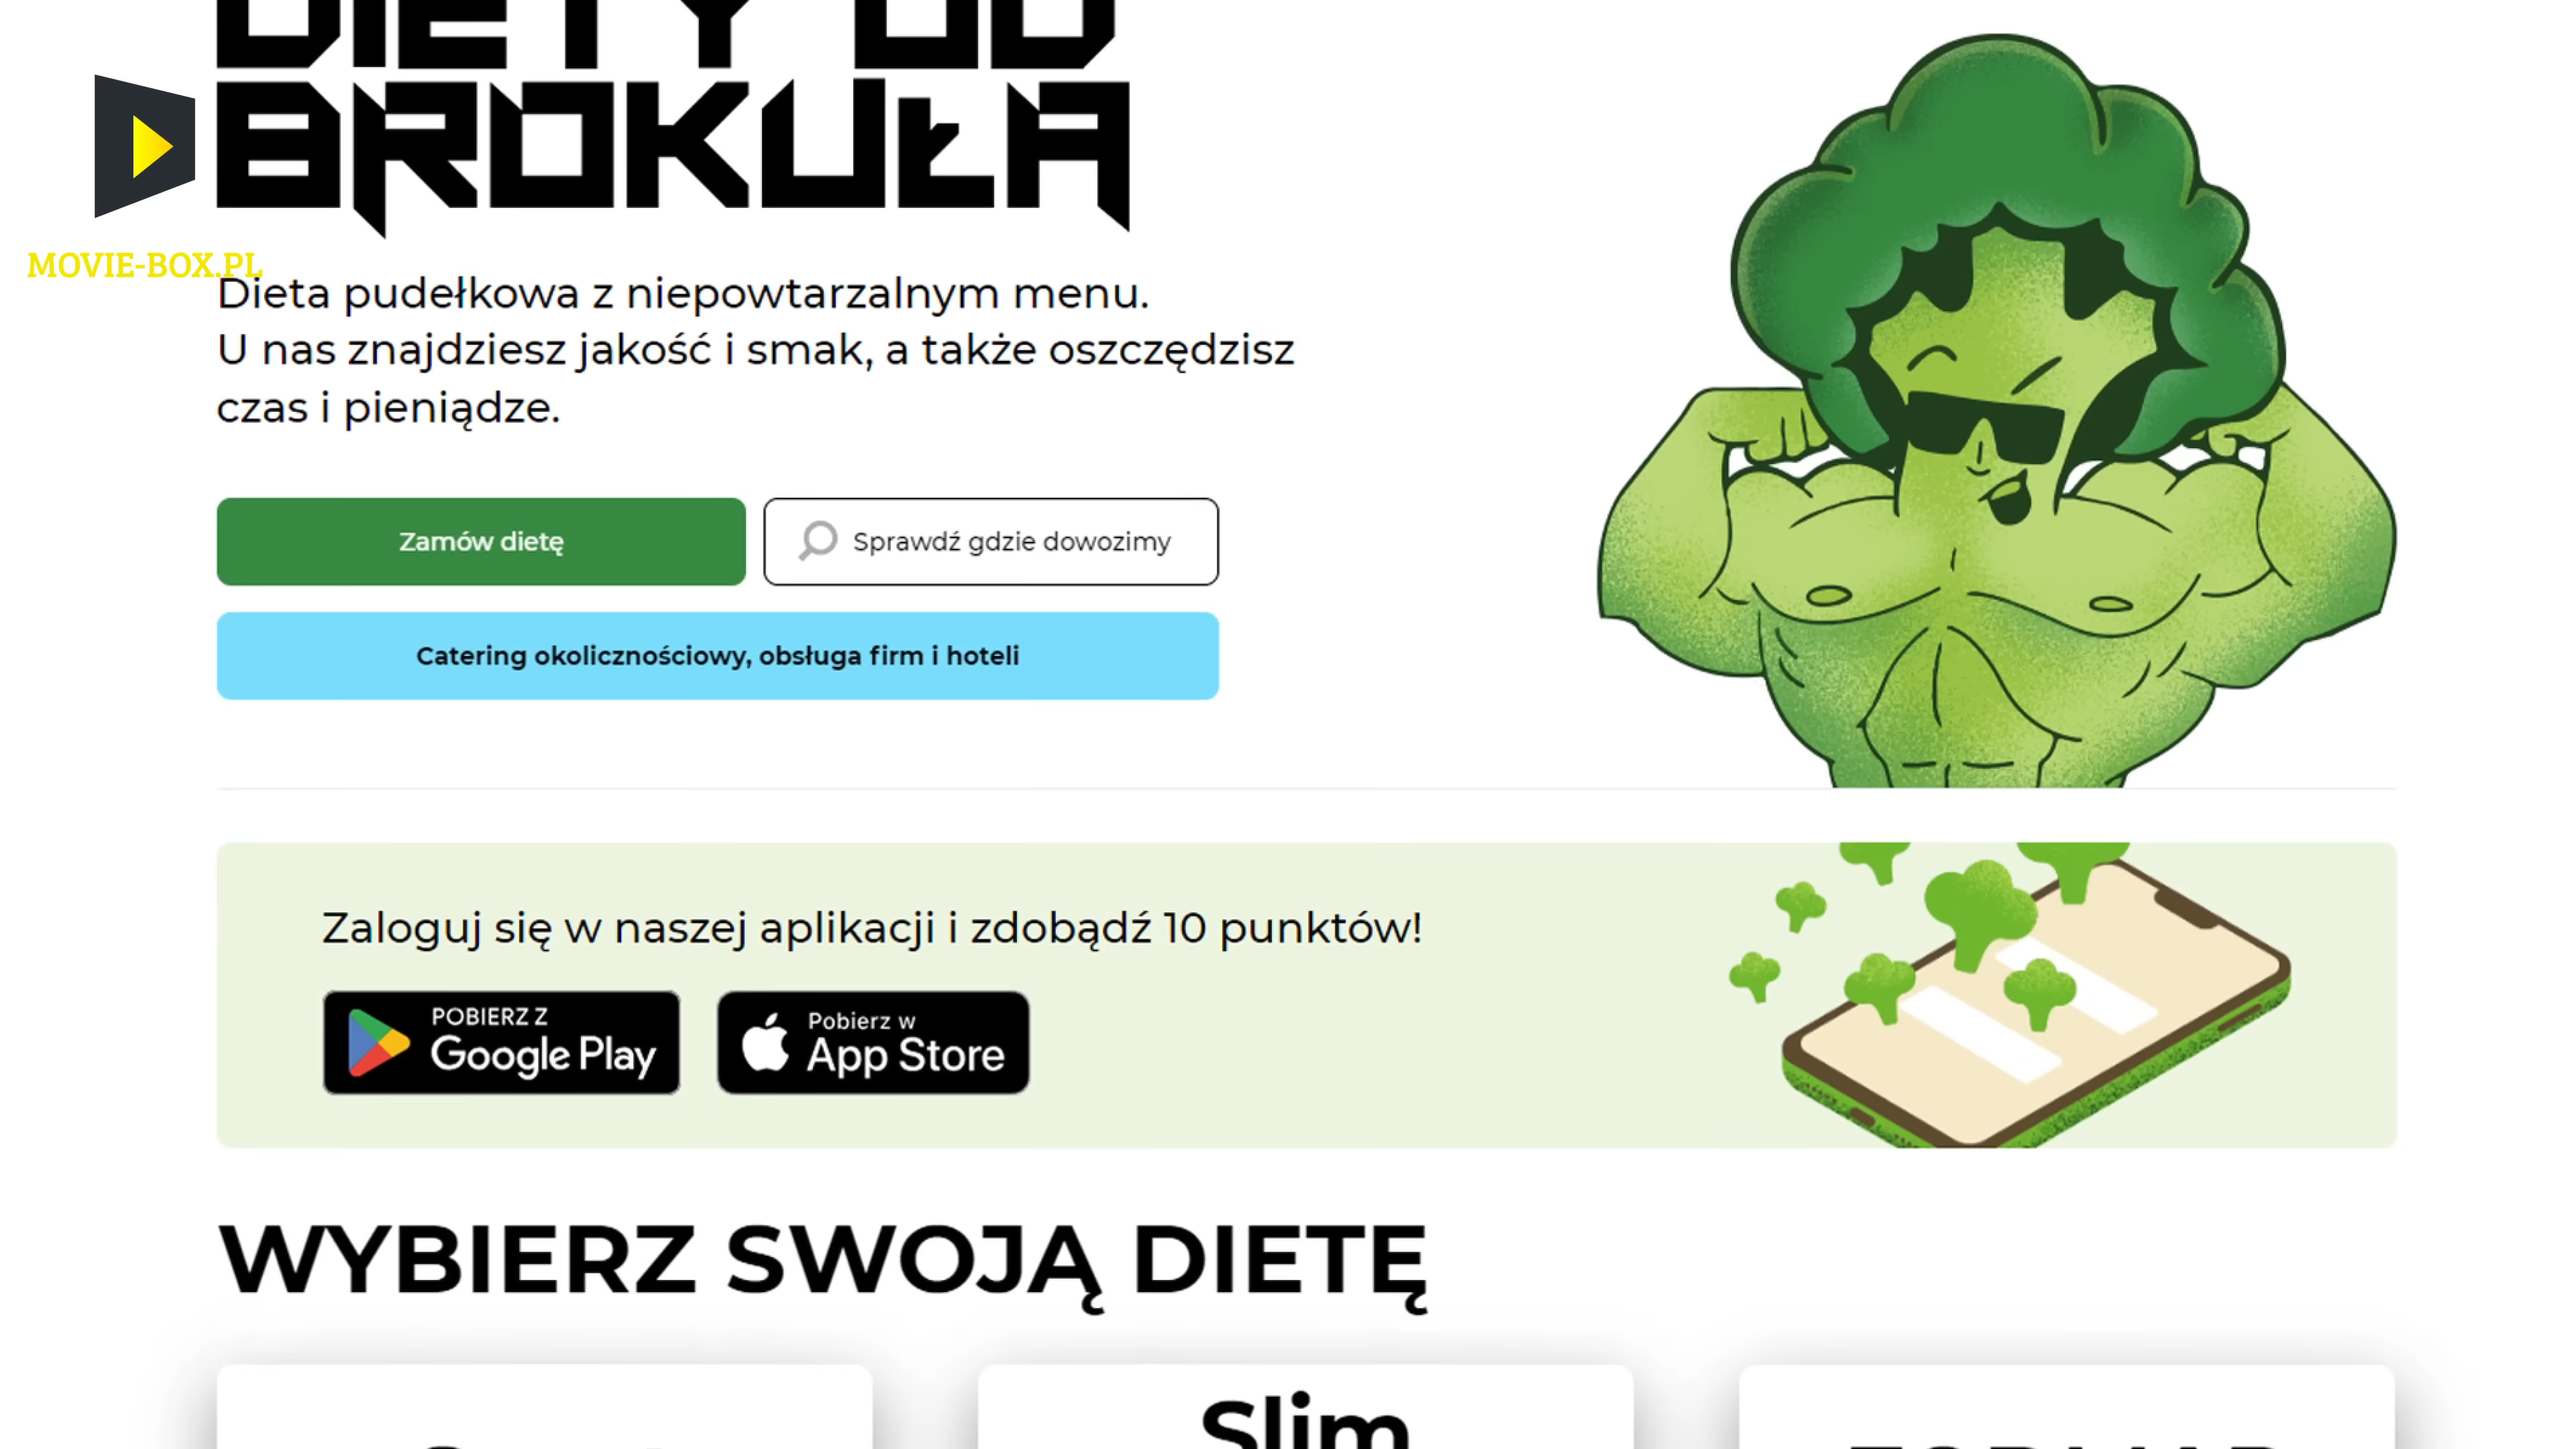 DIETY OD
BROKUŁA
MOVIE-BOX.PL
Dieta pudełkowa z niepowtarzalnym menu.
U nas znajdziesz jakość i smak, a także oszczędzisz
czas i pieniądze.
Zamów dietę
Sprawdź gdzie dowozimy
Catering okolicznościowy, obsługa firm i hoteli
Zaloguj się w naszej aplikacji i zdobądź 10 punktów!
POBIERZ Z
Google Play
Pobierz w
App Store
WYBIERZ SWOJĄ DIETĘ
Slim